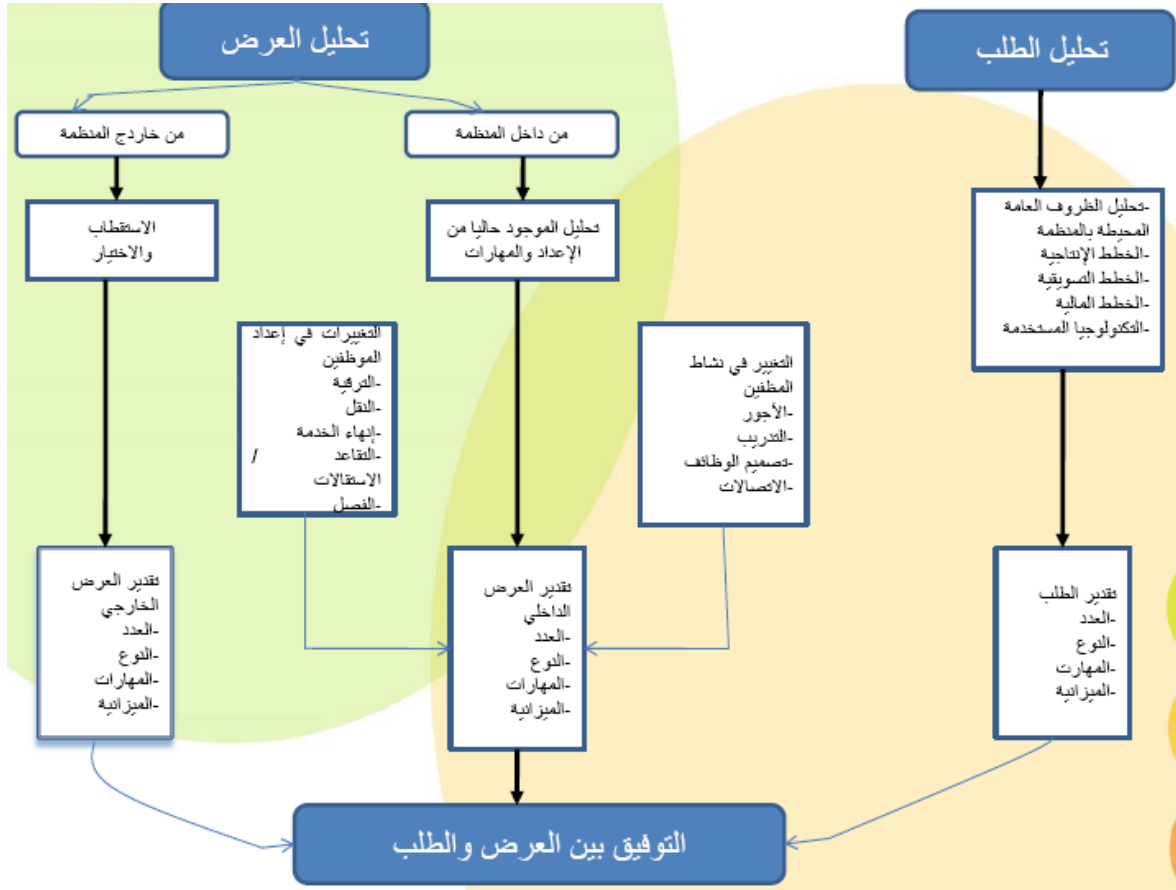 تحليل الطلب
-تحليل الظروف العامة
المحيطة بالمنظمة
-الخطط الإنتاجية
-الخطط التسويقية
-الخطط المالية
-التكنولوجيا المستخدمة
تقدير الطلب
-العدد
-النوع
-المهارت
-الميزانية
تحليل العرض
من داخل المنظمة
تحليل الموجود حاليا من
الإعداد والمهارات
التغيير في نشاط
المظفين
-الأجور
-التدريب
-تصميم الوظائف
-الاتصالات
التغييرات في إعداد
الموظفين
-الترقية
-النقل
-إنهاء الخدمة
-التقاعد /
الاستقالات
-الفصل
تقدير العرض
الداخلي
-العدد
-النوع
-المهارات
-الميزانية
من خاردج المنظمة
الاستقطاب
والاختيار
تقدير العرض
الخارجي
-العدد
-النوع
-المهارات
-الميزانية
التوفيق بين العرض والطلب